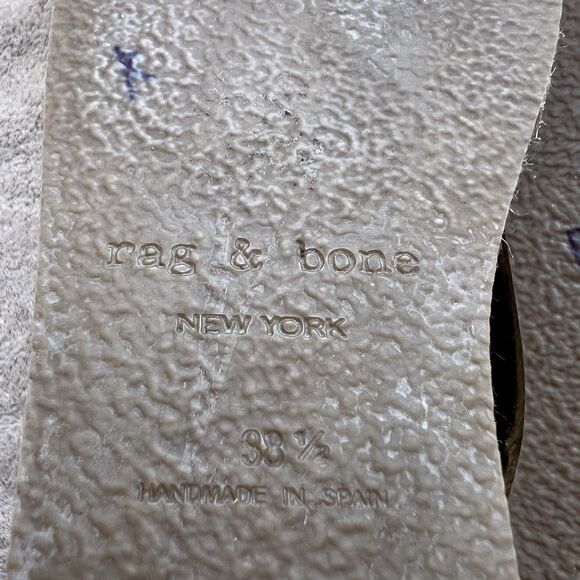 rag & bone
NEW YORK
38 ½
HANDMADE IN SPAIN